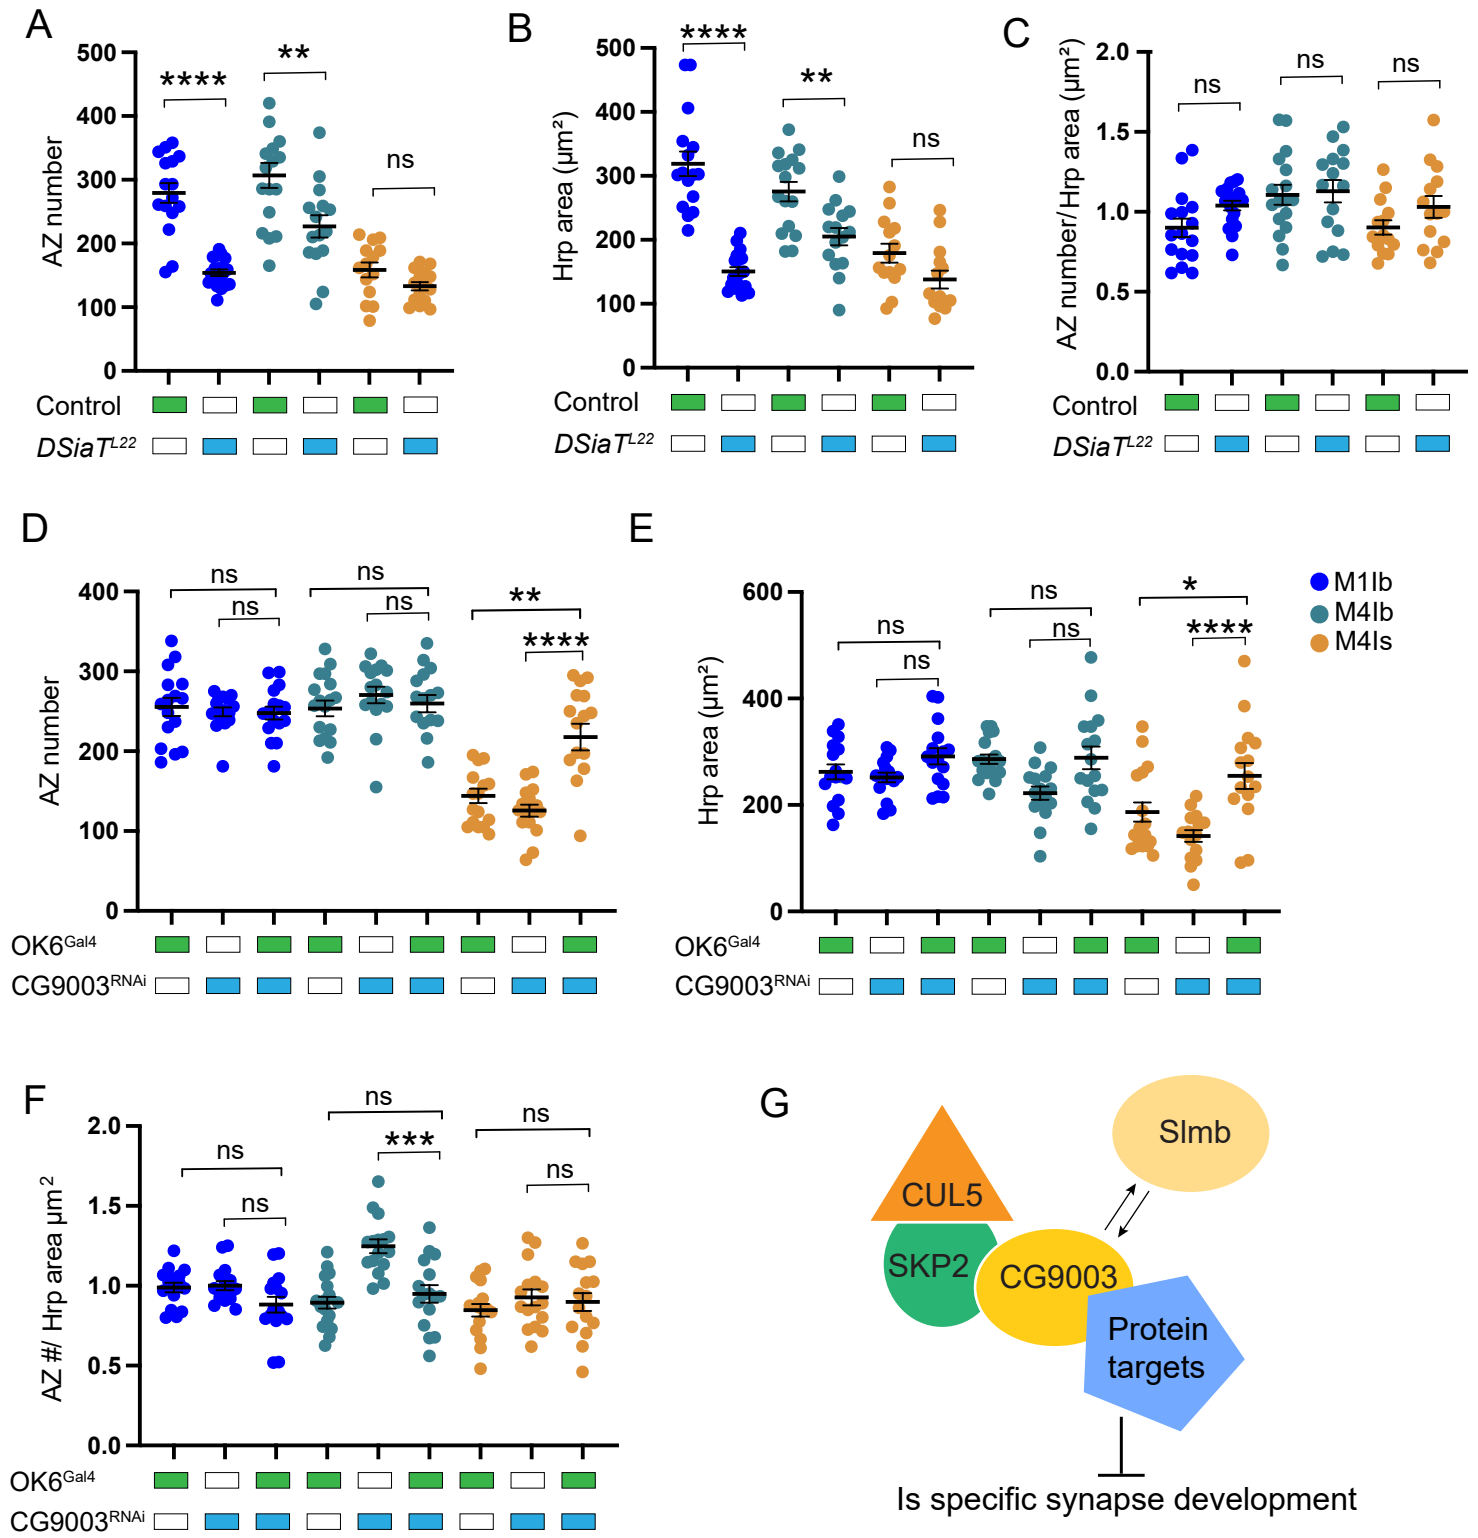 A
AZ number
500
400
300
200
100
0
****
**
ns
Control
DSiaT^L22
B
Hrp area (µm²)
500
400
300
200
100
0
****
**
ns
Control
DSiaT^L22
C
AZ number/ Hrp area (µm²)
2.0
1.5
1.0
0.5
0.0
ns
ns
ns
Control
DSiaT^L22
D
AZ number
400
300
200
100
0
ns
ns
ns
ns
**
****
OK6^Gal4
CG9003^RNAi
E
Hrp area (µm²)
600
400
200
0
ns
ns
ns
ns
*
****
M1Ib
M4Ib
M4Is
OK6^Gal4
CG9003^RNAi
F
AZ #/ Hrp area µm²
2.0
1.5
1.0
0.5
0.0
ns
ns
ns
***
ns
ns
OK6^Gal4
CG9003^RNAi
G
Slmb
CUL5
SKP2
CG9003
Protein
targets
Is specific synapse development